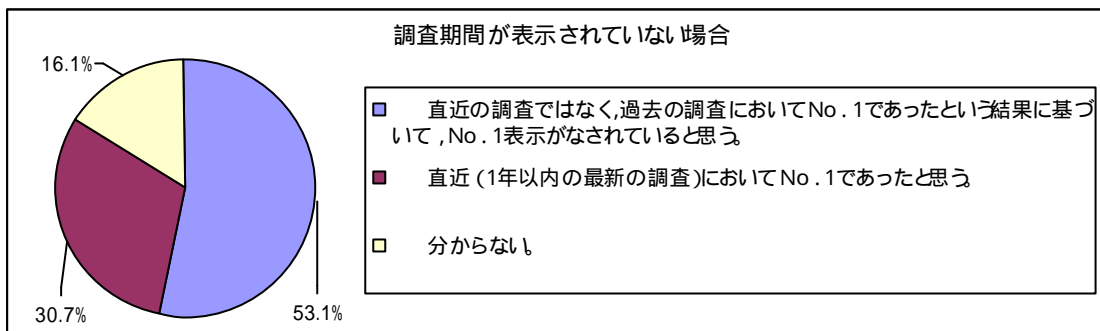 調査期間が表示されていない場合
16.1%
直近の調査ではなく,過去の調査においてNo.1であったという結果に基づ
いて,No.1表示がなされていると思う。
直近(1年以内の最新の調査)においてNo.1であったと思う。
分からない。
30.7%
53.1%